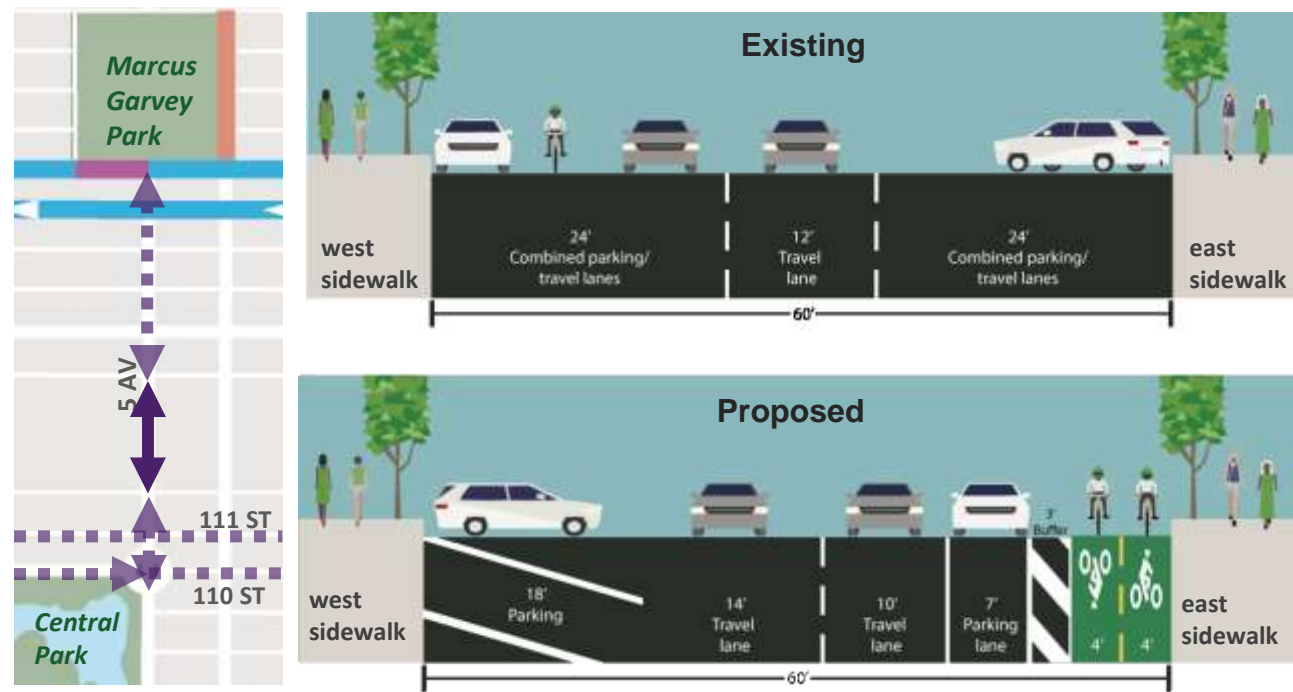 Marcus
Garvey
Park
5 AV
111 ST
110 ST
Central
Park
Existing
west
sidewalk
24'
Combined parking/
travel lanes
12'
Travel
lane
24'
Combined parking/
travel lanes
east
sidewalk
60'
Proposed
west
sidewalk
18'
Parking
14'
Travel
lane
10'
Travel
lane
7'
Parking
lane
3'
Buffer
4'
4'
east
sidewalk
60'